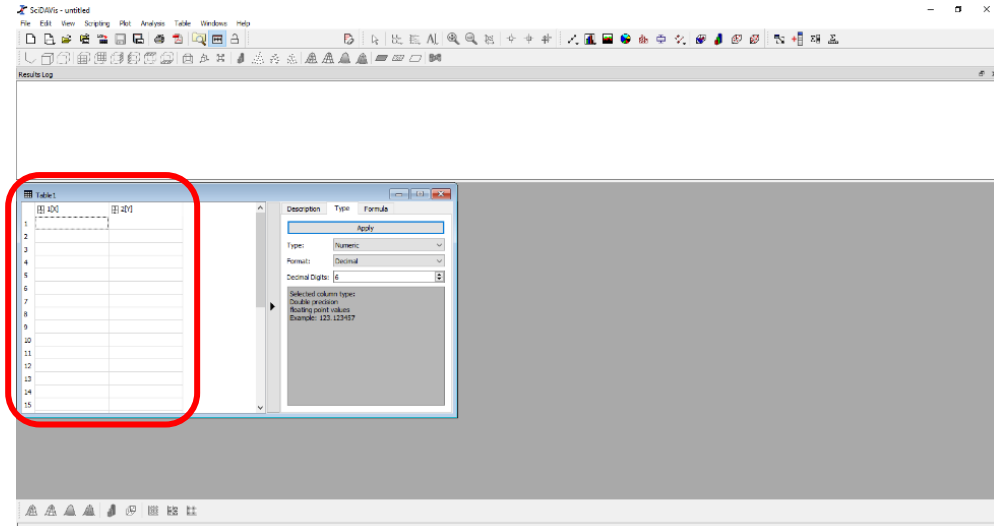 SciDAVis - untitled
File Edit View Scripting Plot Analysis Table Windows Help
Results Log
Table1
1[X] 2[Y]
Description Type Formula
1
Apply
2
Type: Numeric
3
4
Format: Decimal
5
Decimal Digits: 6
6
Selected column type:
7
Double precision
8
floating point values
Example: 123.123457
9
10
11
12
13
14
15